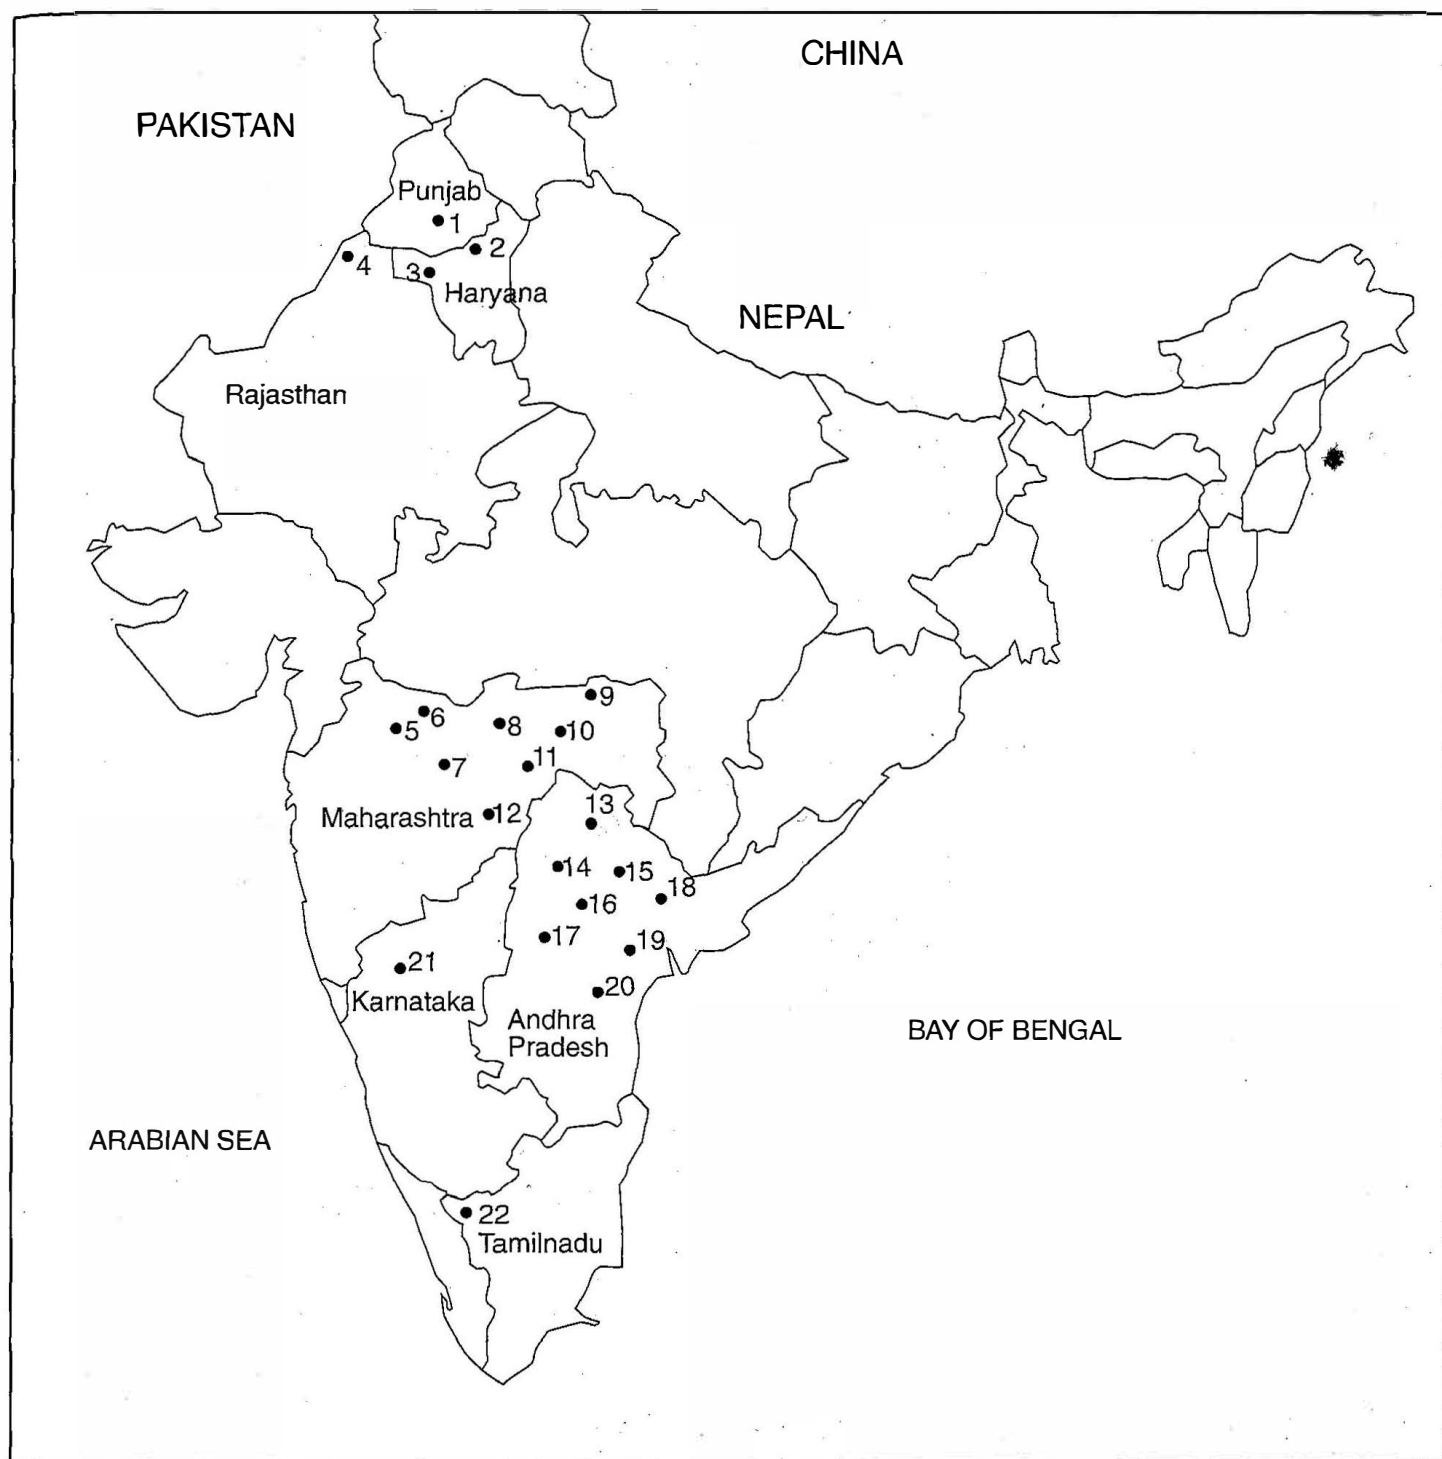 CHINA
PAKISTAN
Punjab
1
2
4
3
Haryana
NEPAL
Rajasthan
9
6
5
8
10
7
11
Maharashtra
12
13
14
15
18
16
17
19
21
20
Karnataka
Andhra
Pradesh
BAY OF BENGAL
ARABIAN SEA
22
Tamilnadu